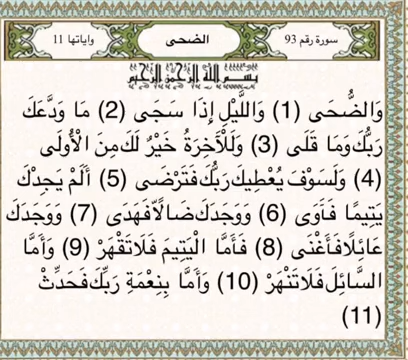 سورة رقم 93 الضحى وآياتها 11
بسم الله الرحمن الرحيم
وَالضُّحَى (1) وَاللَّيْلِ إِذَا سَجَى (2) مَا وَدَّعَكَ
رَبُّكَ وَمَا قَلَى (3) وَلَلْآخِرَةُ خَيْرٌ لَكَ مِنَ الْأُولَى
(4) وَلَسَوْفَ يُعْطِيكَ رَبُّكَ فَتَرْضَى (5) أَلَمْ يَجِدْكَ
يَتِيمًا فَآوَى (6) وَوَجَدَكَ ضَالًّا فَهَدَى (7) وَوَجَدَكَ
عَائِلًا فَأَغْنَى (8) فَأَمَّا الْيَتِيمَ فَلَا تَقْهَرْ (9) وَأَمَّا
السَّائِلَ فَلَا تَنْهَرْ (10) وَأَمَّا بِنِعْمَةِ رَبِّكَ فَحَدِّثْ
(11)